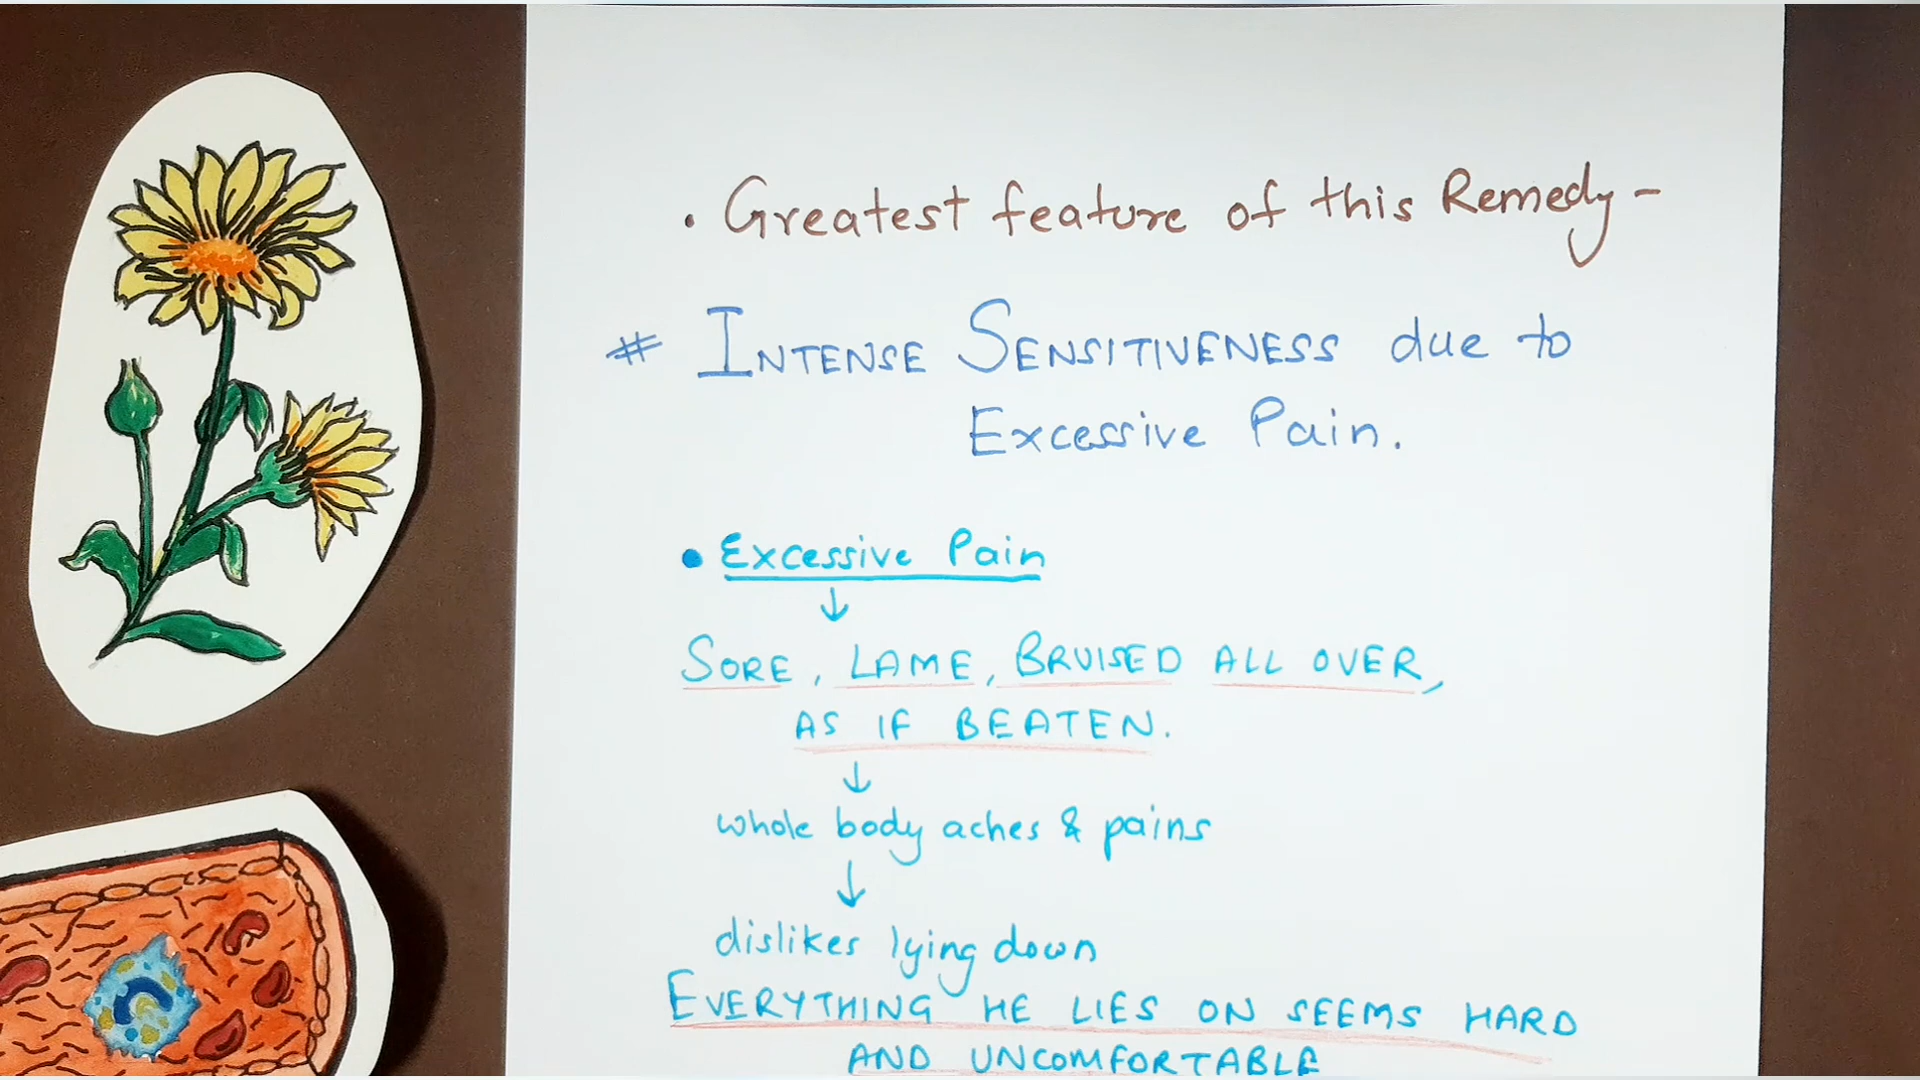 • Greatest feature of this Remedy -
# INTENSE SENSITIVENESS due to
Excessive Pain.
• Excessive Pain
↓
SORE, LAME, BRUISED ALL OVER,
AS IF BEATEN.
↓
whole body aches & pains
↓
dislikes lying down
EVERYTHING HE LIES ON SEEMS HARD
AND UNCOMFORTABLE